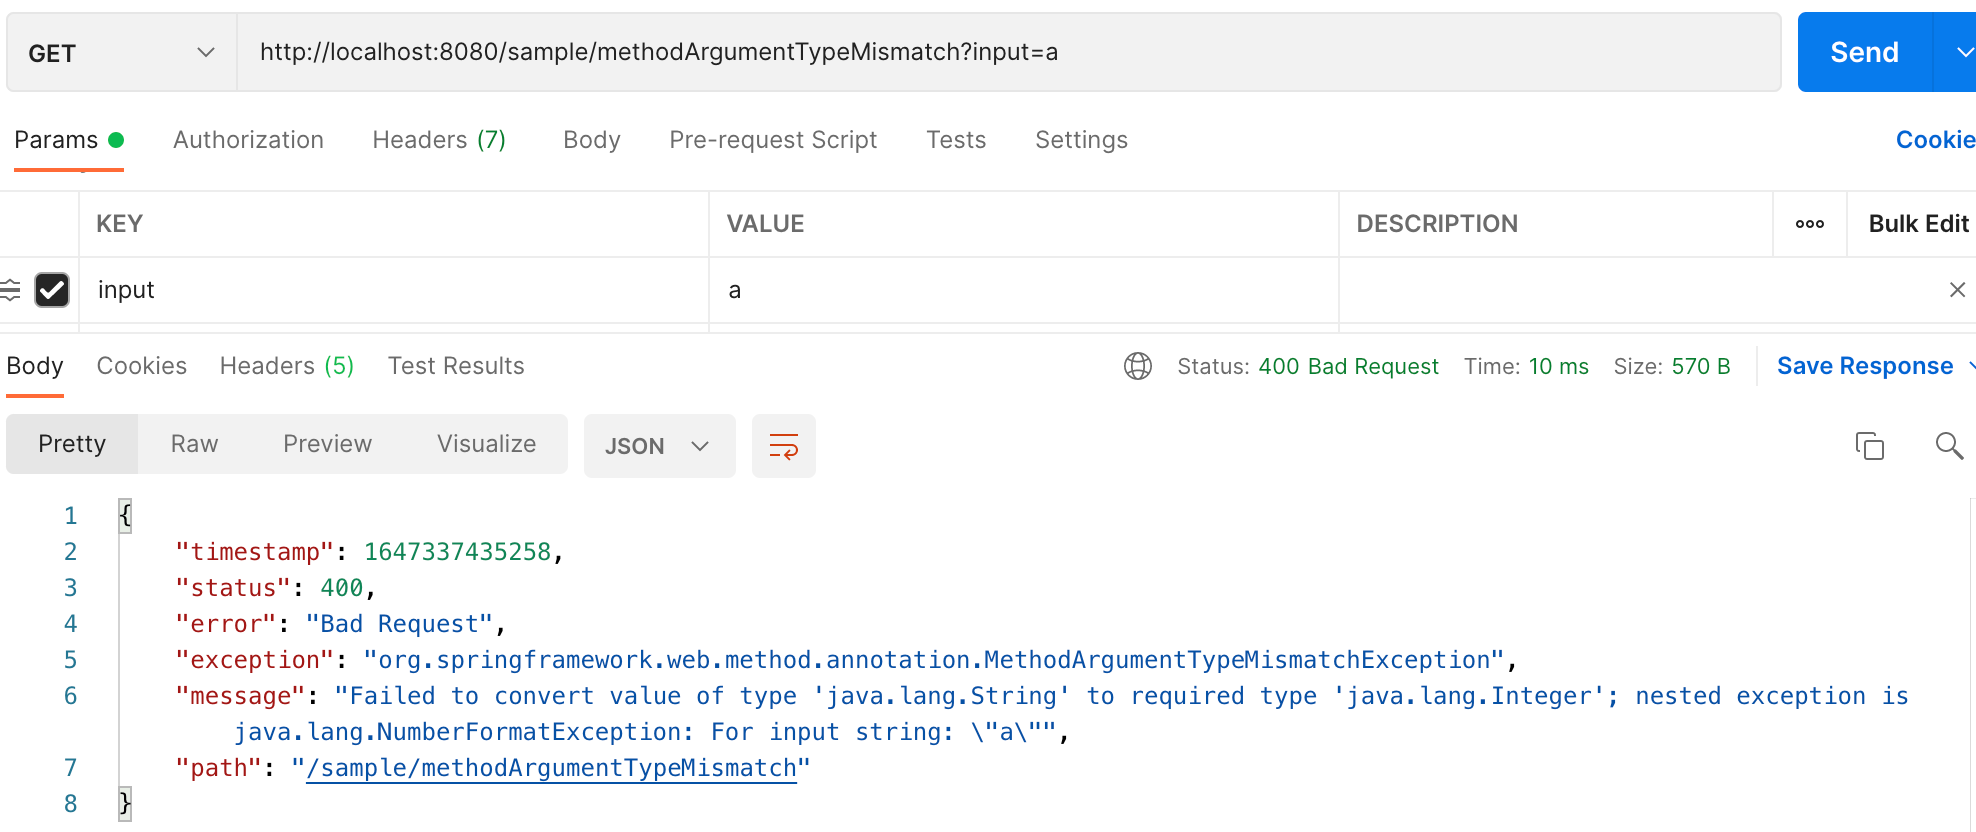 GET http://localhost:8080/sample/methodArgumentTypeMismatch?input=a Send
Params Authorization Headers (7) Body Pre-request Script Tests Settings Cookie
KEY VALUE DESCRIPTION ooo Bulk Edit
input a
Body Cookies Headers (5) Test Results Status: 400 Bad Request Time: 10 ms Size: 570 B Save Response
Pretty Raw Preview Visualize JSON
1 {
2 "timestamp": 1647337435258,
3 "status": 400,
4 "error": "Bad Request",
5 "exception": "org.springframework.web.method.annotation.MethodArgumentTypeMismatchException",
6 "message": "Failed to convert value of type 'java.lang.String' to required type 'java.lang.Integer'; nested exception is
java.lang.NumberFormatException: For input string: \"a\"",
7 "path": "/sample/methodArgumentTypeMismatch"
8 }